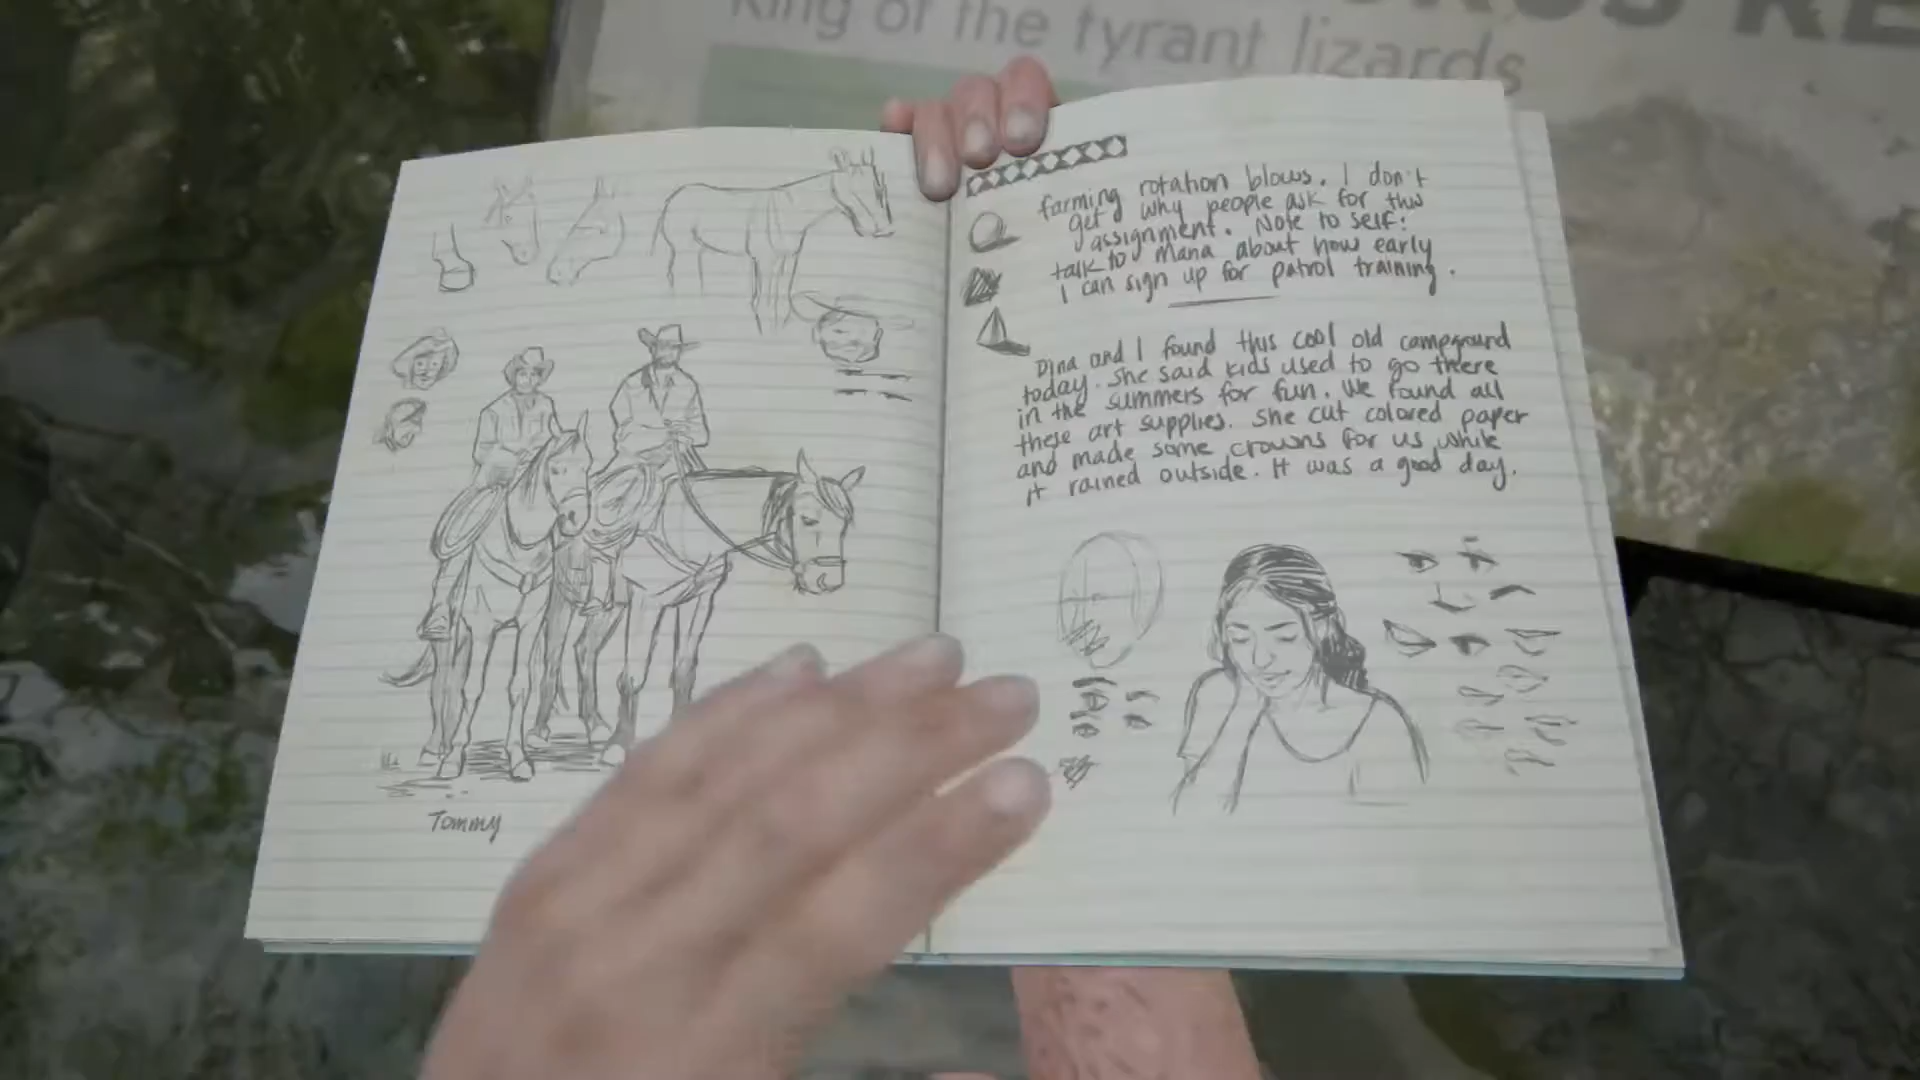 King of the tyrant lizards
farming rotation blows. I don't
get why people ask for this
assignment. Note to self:
talk to Mana about how early
I can sign up for patrol training.
Dina and I found this cool old campground
today. She said kids used to go there
in the summers for fun. We found all
these art supplies. She cut colored paper
and made some crowns for us while
it rained outside. It was a good day.
Tommy